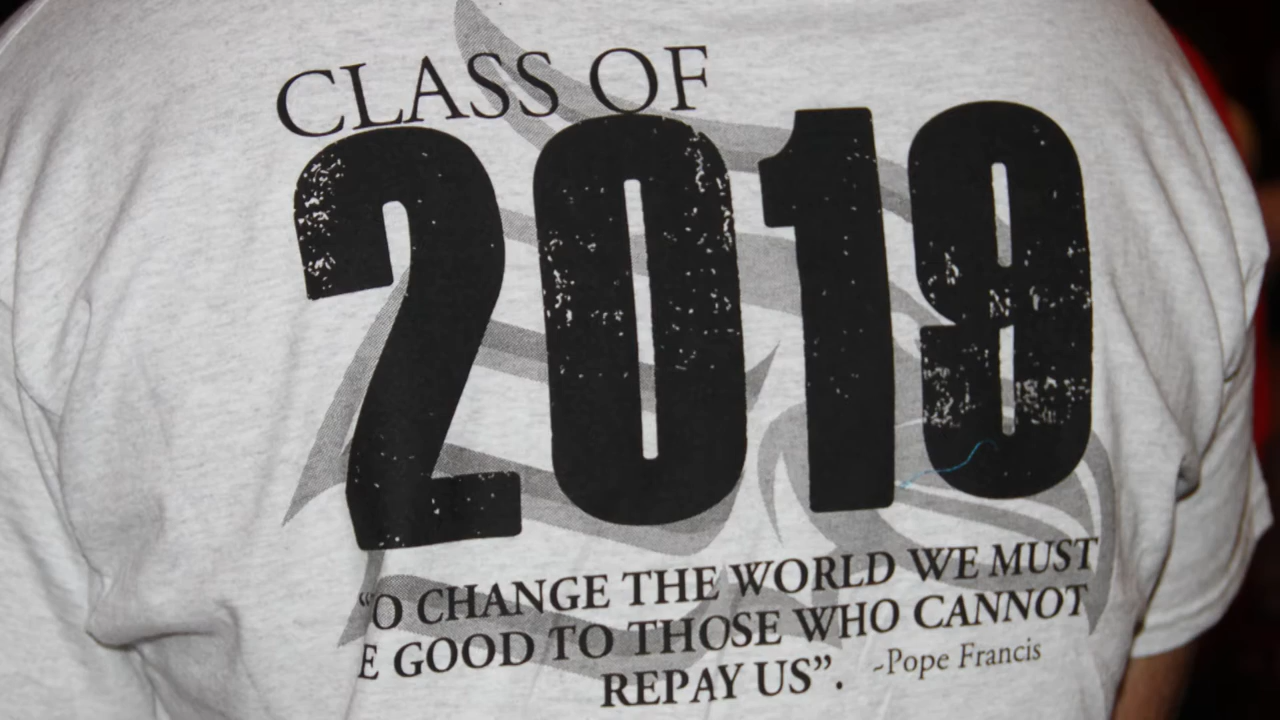 CLASS OF
2019
“O CHANGE THE WORLD WE MUST
E GOOD TO THOSE WHO CANNOT
REPAY US”. -Pope Francis